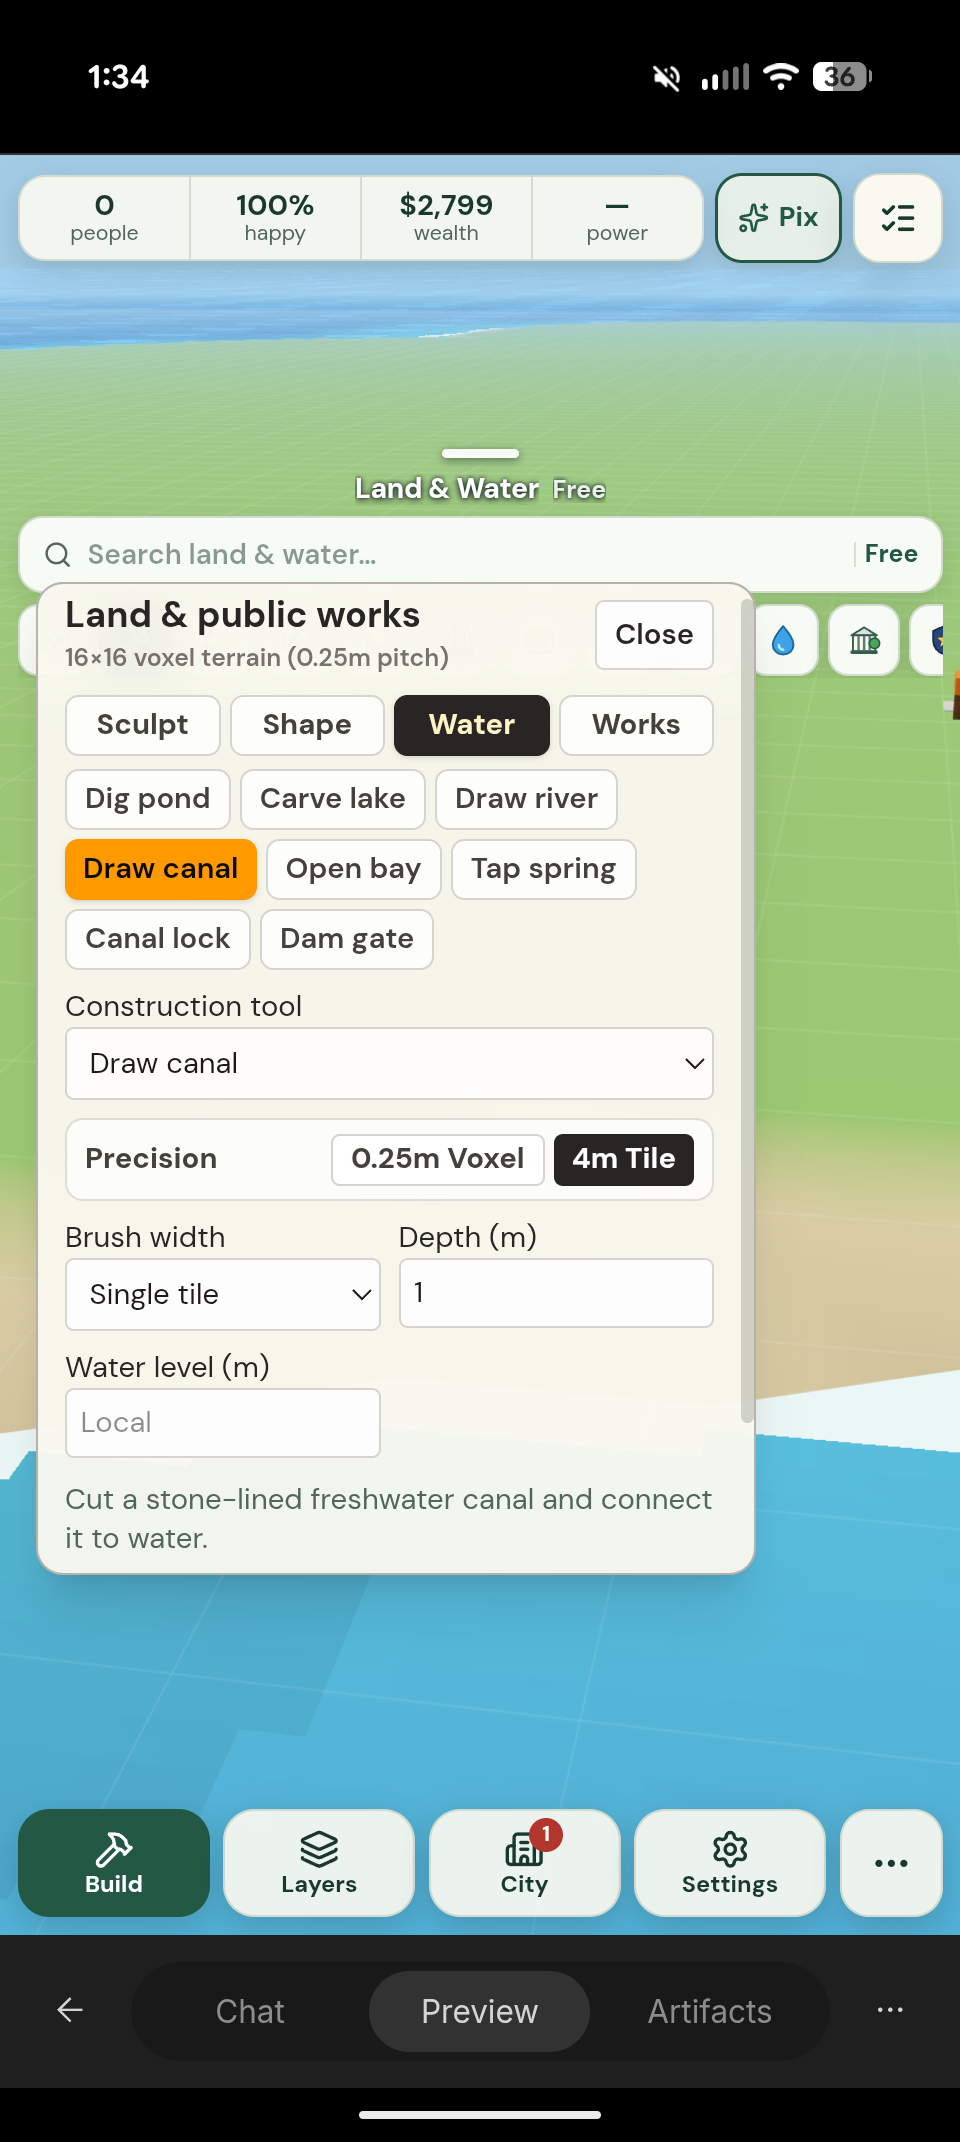 1:34
36
0
people
100%
happy
$2,799
wealth
—
power
Pix
Land & Water Free
Search land & water...
Free
Land & public works
16×16 voxel terrain (0.25m pitch)
Close
Sculpt
Shape
Water
Works
Dig pond
Carve lake
Draw river
Draw canal
Open bay
Tap spring
Canal lock
Dam gate
Construction tool
Draw canal
Precision
0.25m Voxel
4m Tile
Brush width
Depth (m)
Single tile
1
Water level (m)
Local
Cut a stone-lined freshwater canal and connect
it to water.
Build
Layers
1
City
Settings
Chat
Preview
Artifacts